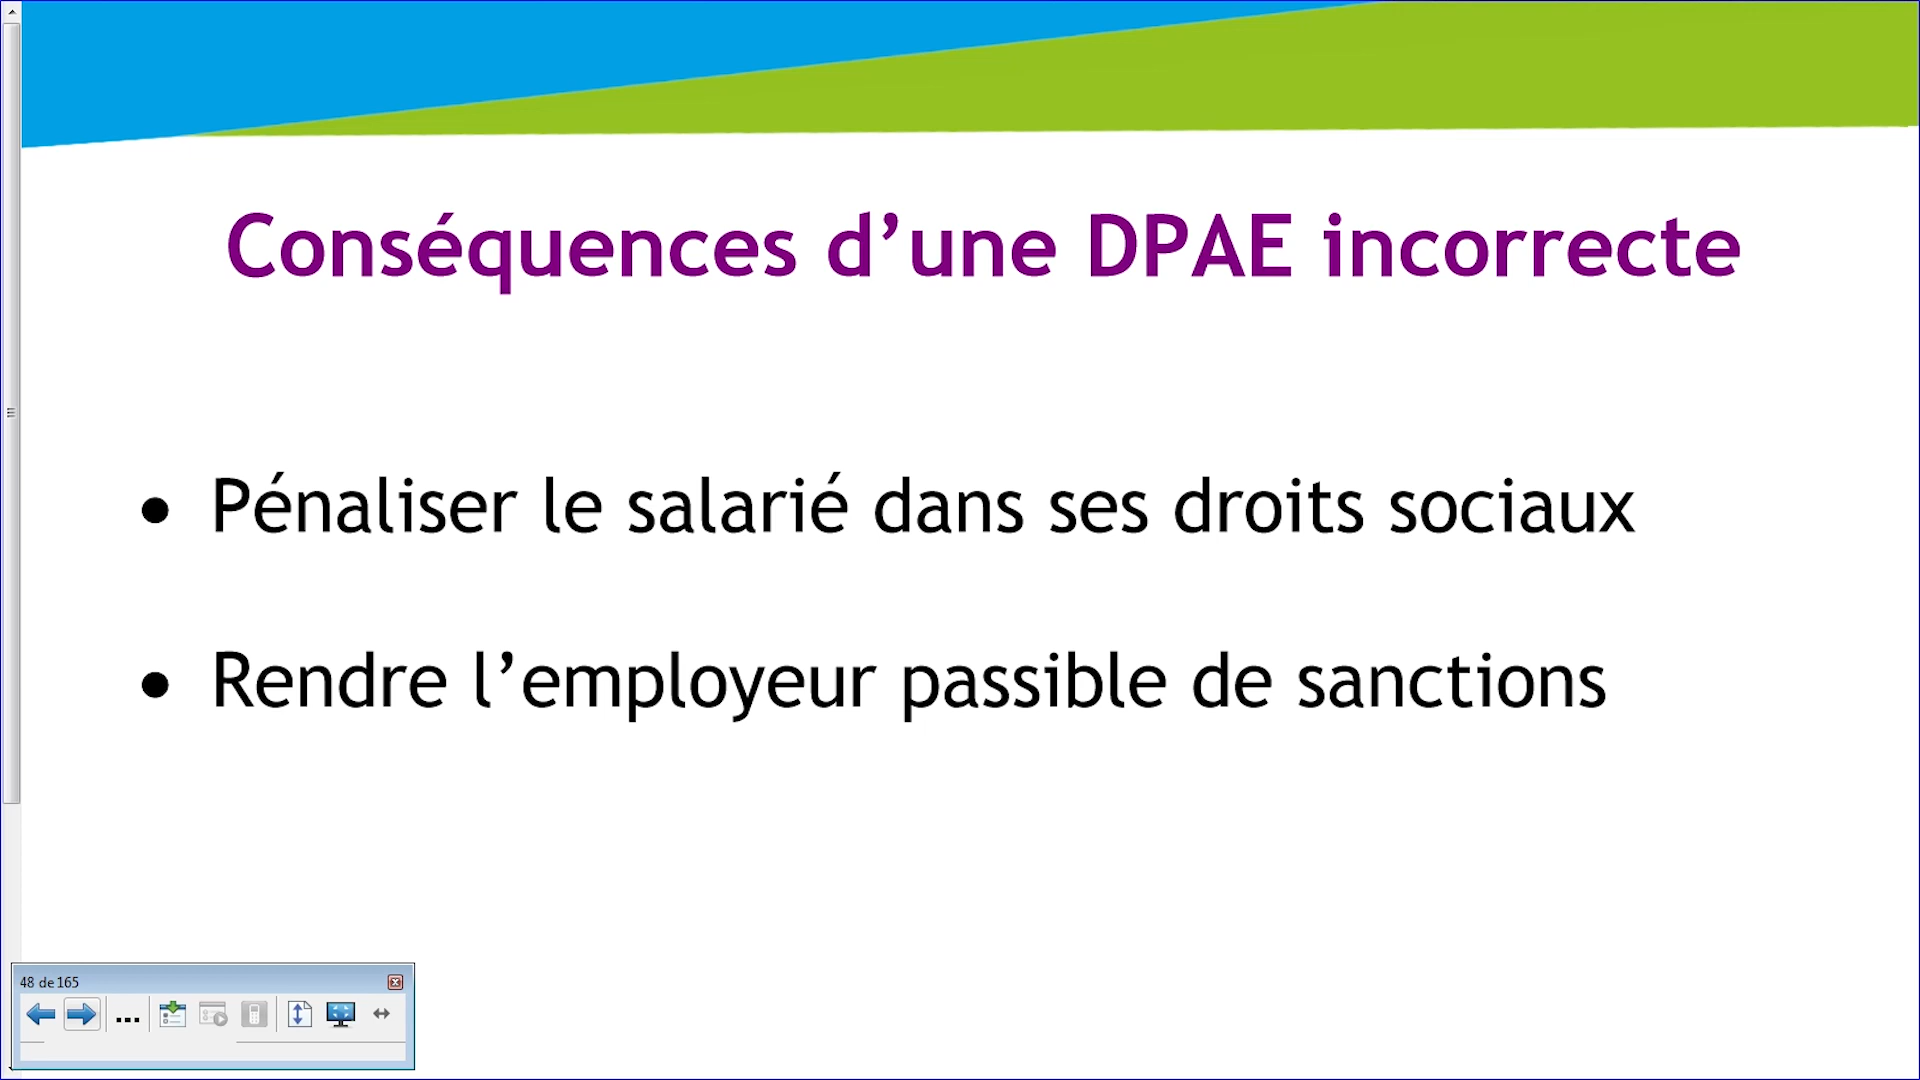 Conséquences d’une DPAE incorrecte
● Pénaliser le salarié dans ses droits sociaux
● Rendre l’employeur passible de sanctions
48 de 165